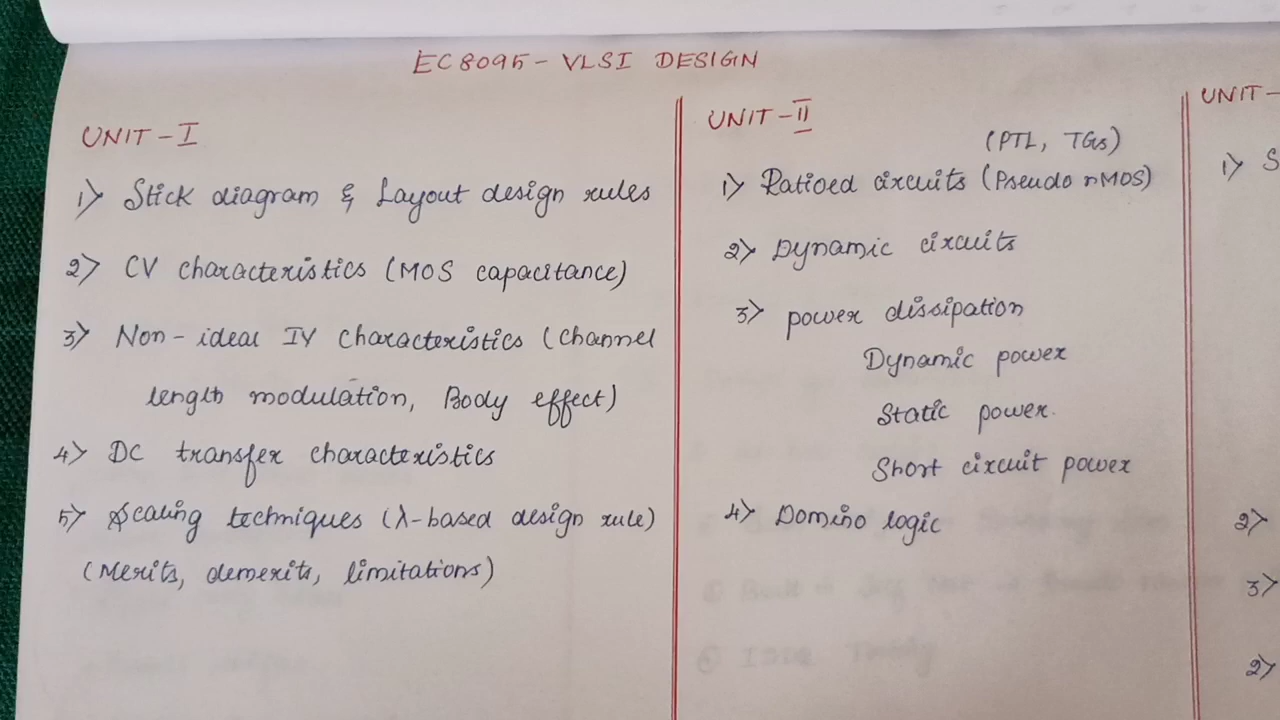 EC8095 - VLSI DESIGN
UNIT - I
1) Stick diagram & Layout design rules
2) CV characteristics (MOS capacitance)
3) Non-ideal IV characteristics (channel
length modulation, Body effect)
4) DC transfer characteristics
5) Scaling techniques (λ-based design rule)
(Merits, demerits, limitations)
UNIT - II
(PTL, TGs)
1) Ratioed circuits (Pseudo nMOS)
2) Dynamic circuits
3) power dissipation
Dynamic power
Static power.
Short circuit power
4) Domino logic
UNIT -
1) S
2)
3)
2)